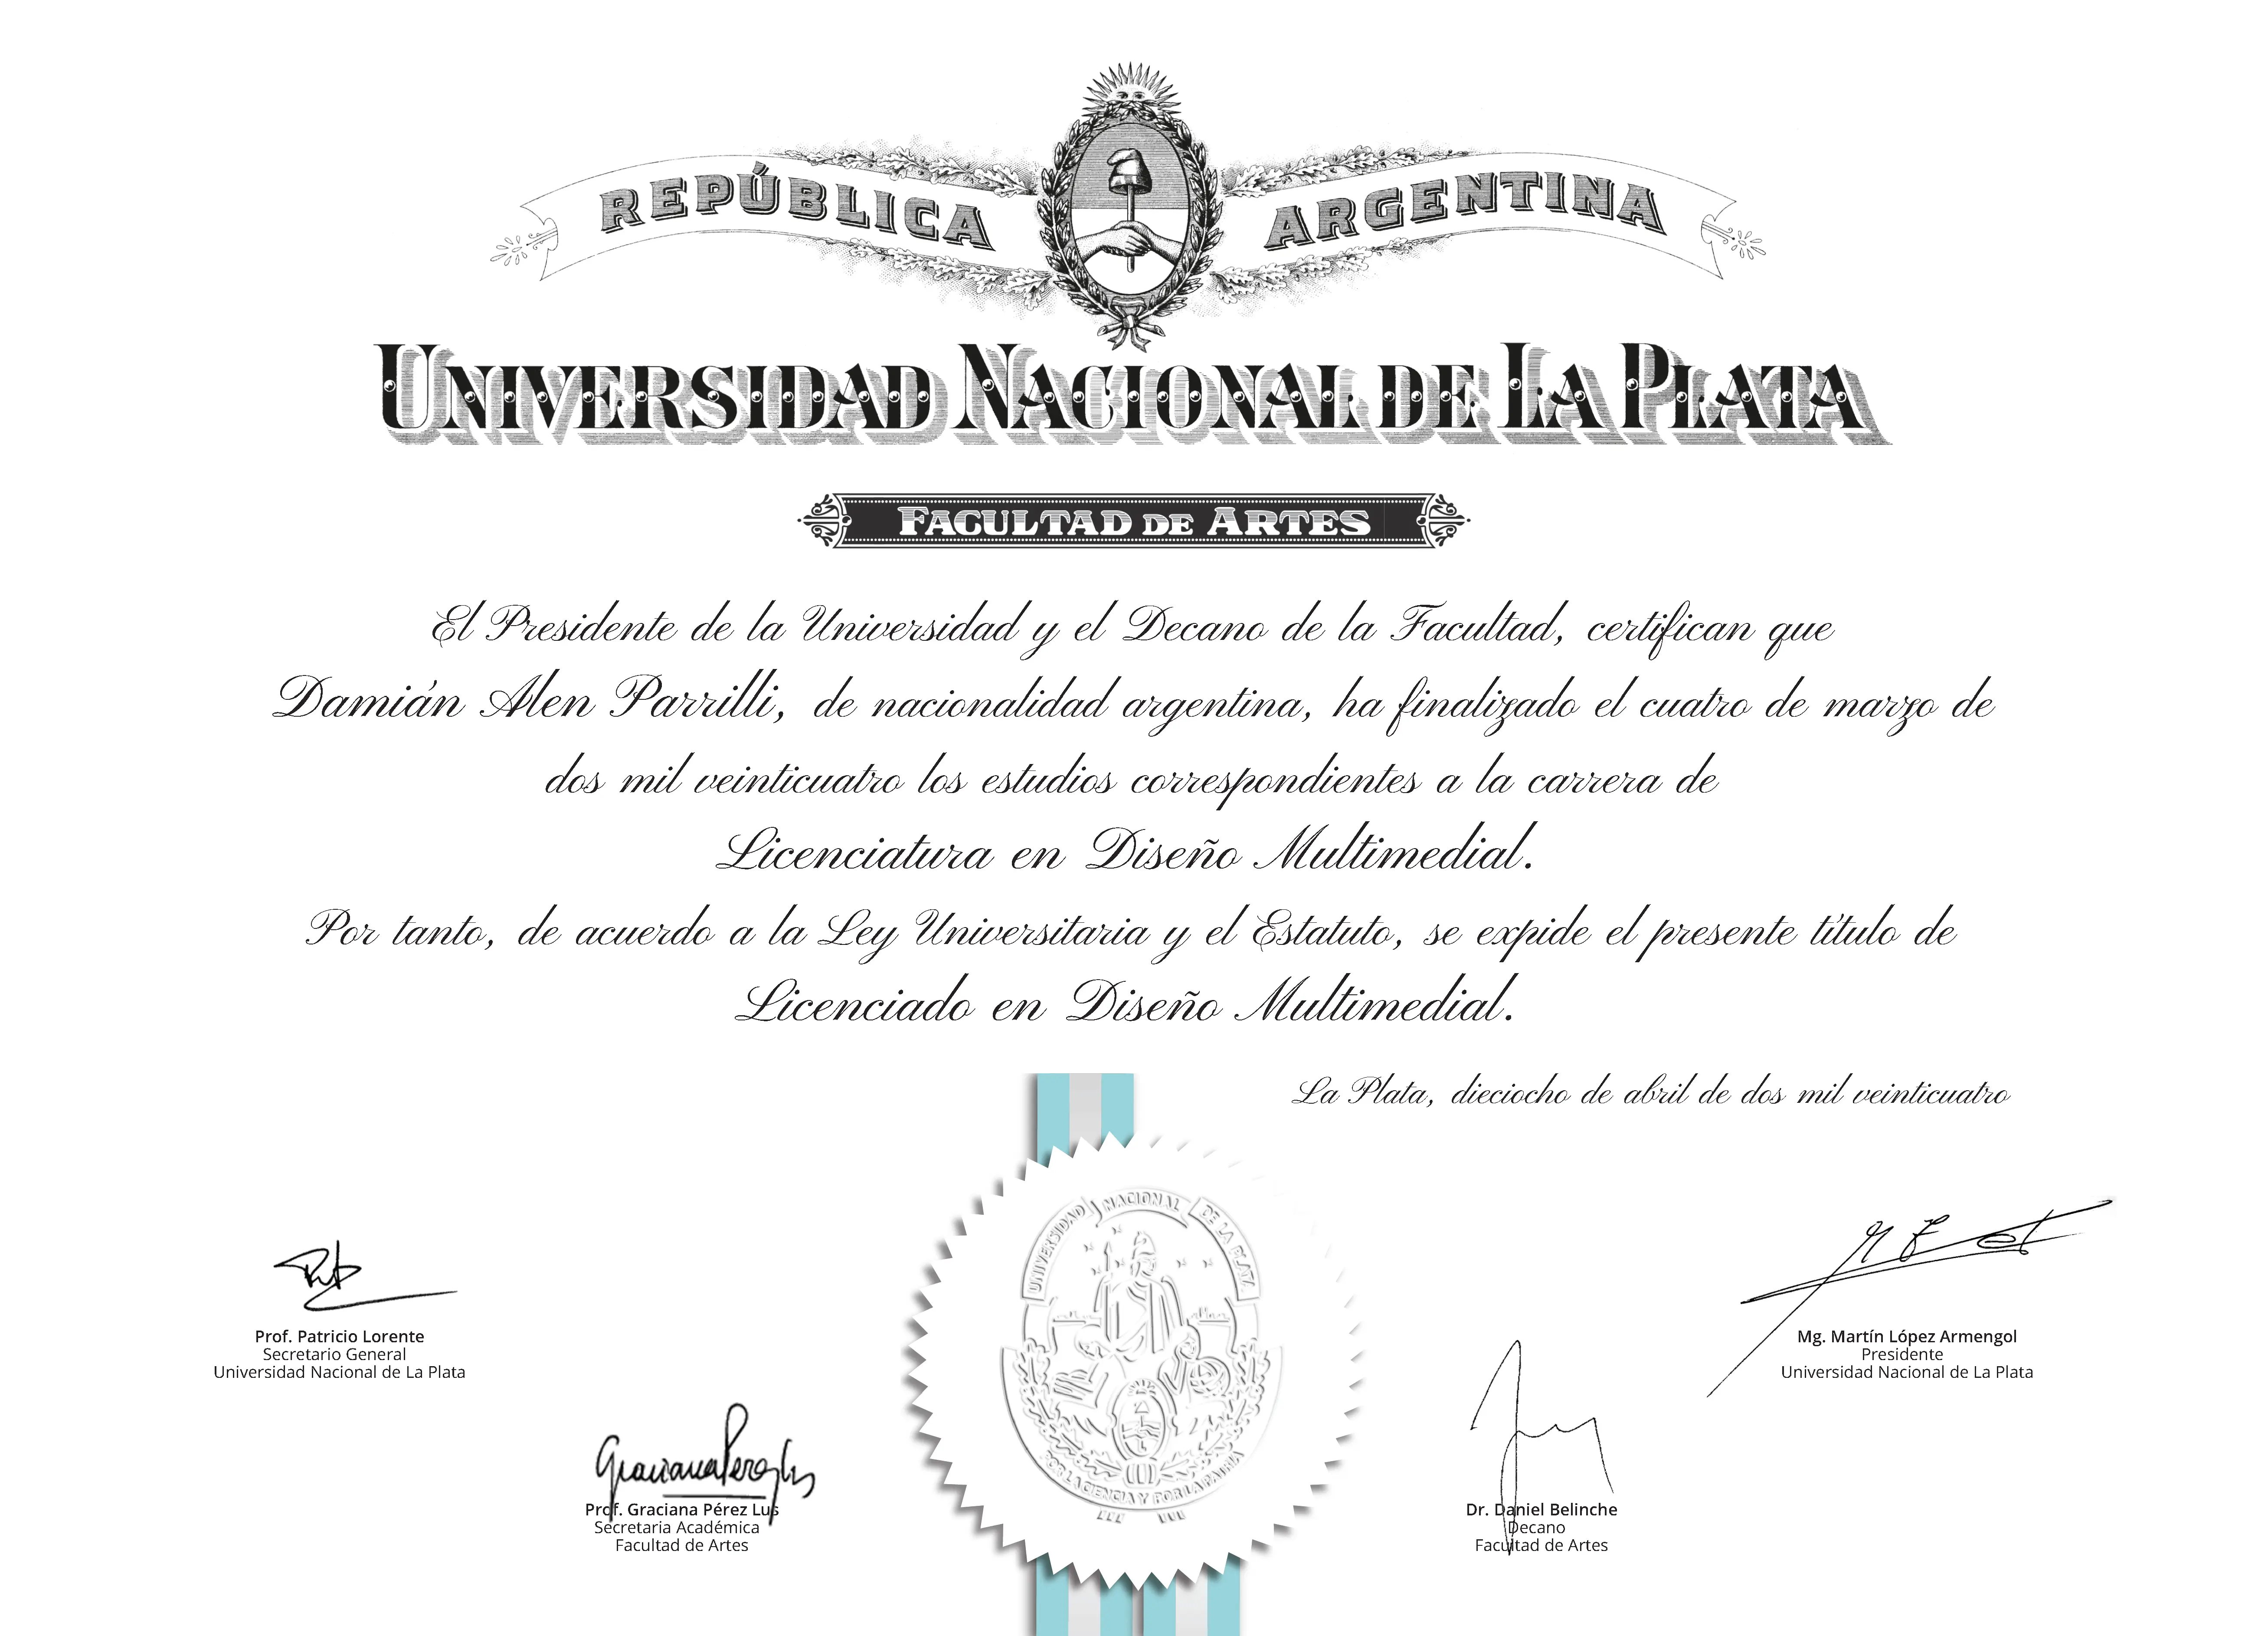 REPÚBLICA ARGENTINA
UNIVERSIDAD NACIONAL DE LA PLATA
FACULTAD DE ARTES
El Presidente de la Universidad y el Decano de la Facultad, certifican que
Damián Alen Parrilli, de nacionalidad argentina, ha finalizado el cuatro de marzo de
dos mil veinticuatro los estudios correspondientes a la carrera de
Licenciatura en Diseño Multimedial.
Por tanto, de acuerdo a la Ley Universitaria y el Estatuto, se expide el presente título de
Licenciado en Diseño Multimedial.
La Plata, dieciocho de abril de dos mil veinticuatro
UNIVERSIDAD NACIONAL DE LA PLATA
POR LA CIENCIA Y POR LA PATRIA
Prof. Patricio Lorente
Secretario General
Universidad Nacional de La Plata
Mg. Martín López Armengol
Presidente
Universidad Nacional de La Plata
Prof. Graciana Pérez Lus
Secretaria Académica
Facultad de Artes
Dr. Daniel Belinche
Decano
Facultad de Artes